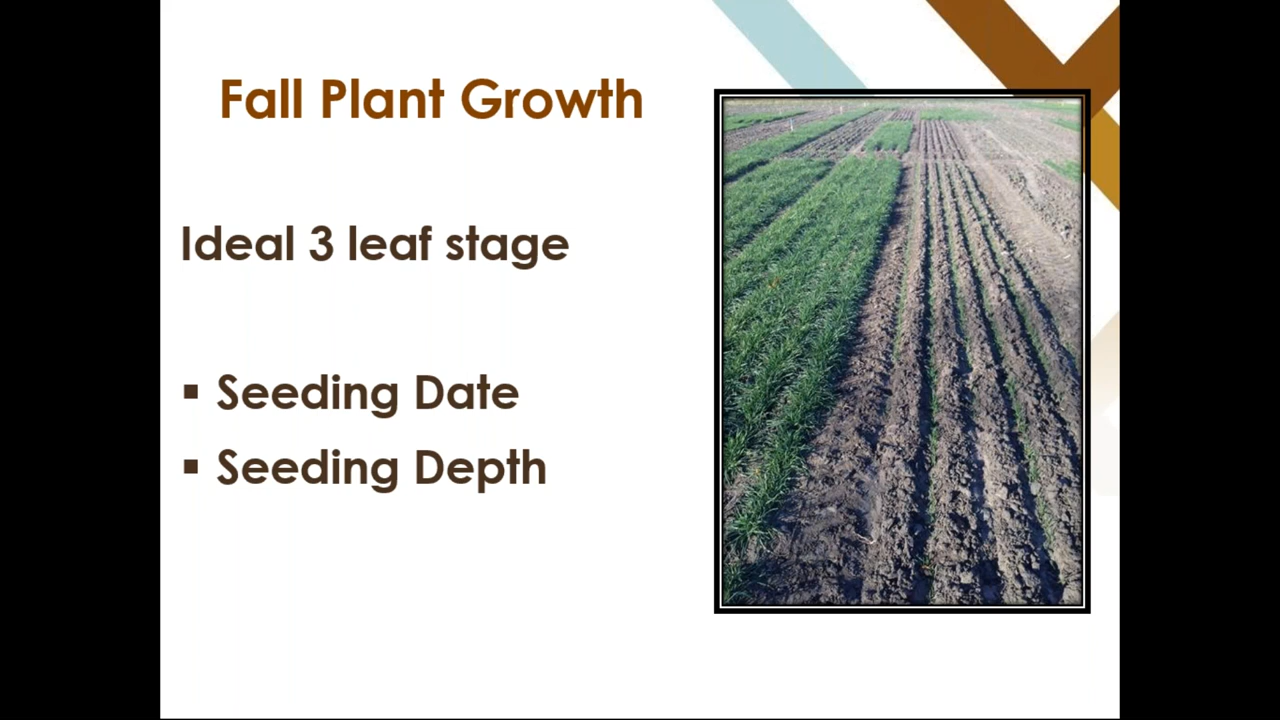 Fall Plant Growth
Ideal 3 leaf stage
▪ Seeding Date
▪ Seeding Depth